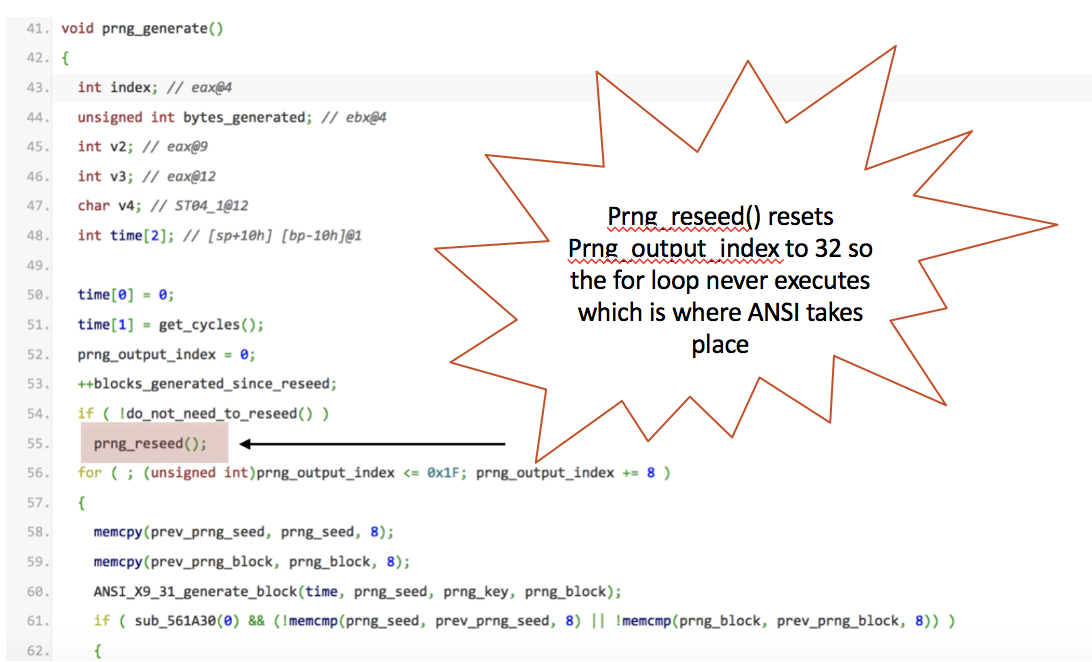 41. void prng_generate()
42. {
43. int index; // eax@4
44. unsigned int bytes_generated; // ebx@4
45. int v2; // eax@9
46. int v3; // eax@12
47. char v4; // ST04_1@12
48. int time[2]; // [sp+10h] [bp-10h]@1
49.
50. time[0] = 0;
51. time[1] = get_cycles();
52. prng_output_index = 0;
53. ++blocks_generated_since_reseed;
54. if ( !do_not_need_to_reseed() )
55. prng_reseed();
56. for ( ; (unsigned int)prng_output_index <= 0x1F; prng_output_index += 8 )
57. {
58. memcpy(prev_prng_seed, prng_seed, 8);
59. memcpy(prev_prng_block, prng_block, 8);
60. ANSI_X9_31_generate_block(time, prng_seed, prng_key, prng_block);
61. if ( sub_561A30(0) && (!memcmp(prng_seed, prev_prng_seed, 8) || !memcmp(prng_block, prev_prng_block, 8)) )
62. {
Prng_reseed() resets
Prng_output_index to 32 so
the for loop never executes
which is where ANSI takes
place